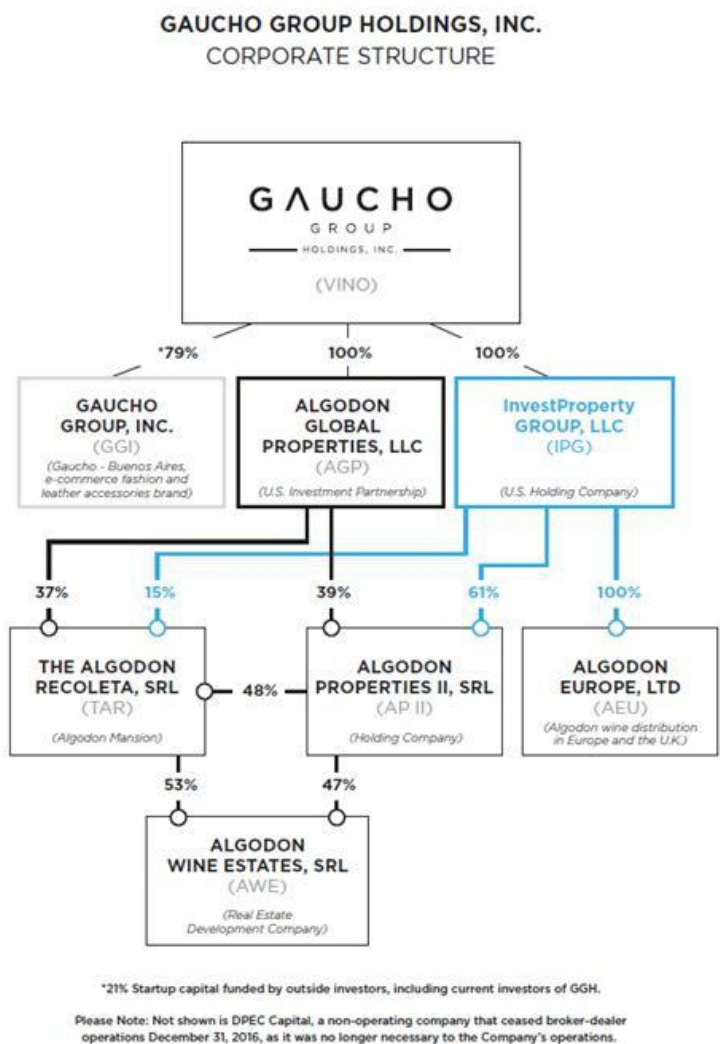 GAUCHO GROUP HOLDINGS, INC.
CORPORATE STRUCTURE
GΛUCHO
GROUP
HOLDINGS, INC.
(VINO)
*79%
100%
100%
GAUCHO
GROUP, INC.
(GGI)
(Gaucho - Buenos Aires,
e-commerce fashion and
leather accessories brand)
ALGODON
GLOBAL
PROPERTIES, LLC
(AGP)
(U.S. Investment Partnership)
InvestProperty
GROUP, LLC
(IPG)
(U.S. Holding Company)
37%
15%
39%
61%
100%
THE ALGODON
RECOLETA, SRL
(TAR)
(Algodon Mansion)
48%
ALGODON
PROPERTIES II, SRL
(AP II)
(Holding Company)
ALGODON
EUROPE, LTD
(AEU)
(Algodon wine distribution
in Europe and the U.K.)
53%
47%
ALGODON
WINE ESTATES, SRL
(AWE)
(Real Estate
Development Company)
*21% Startup capital funded by outside investors, including current investors of GGH.
Please Note: Not shown is DPEC Capital, a non-operating company that ceased broker-dealer
operations December 31, 2016, as it was no longer necessary to the Company's operations.